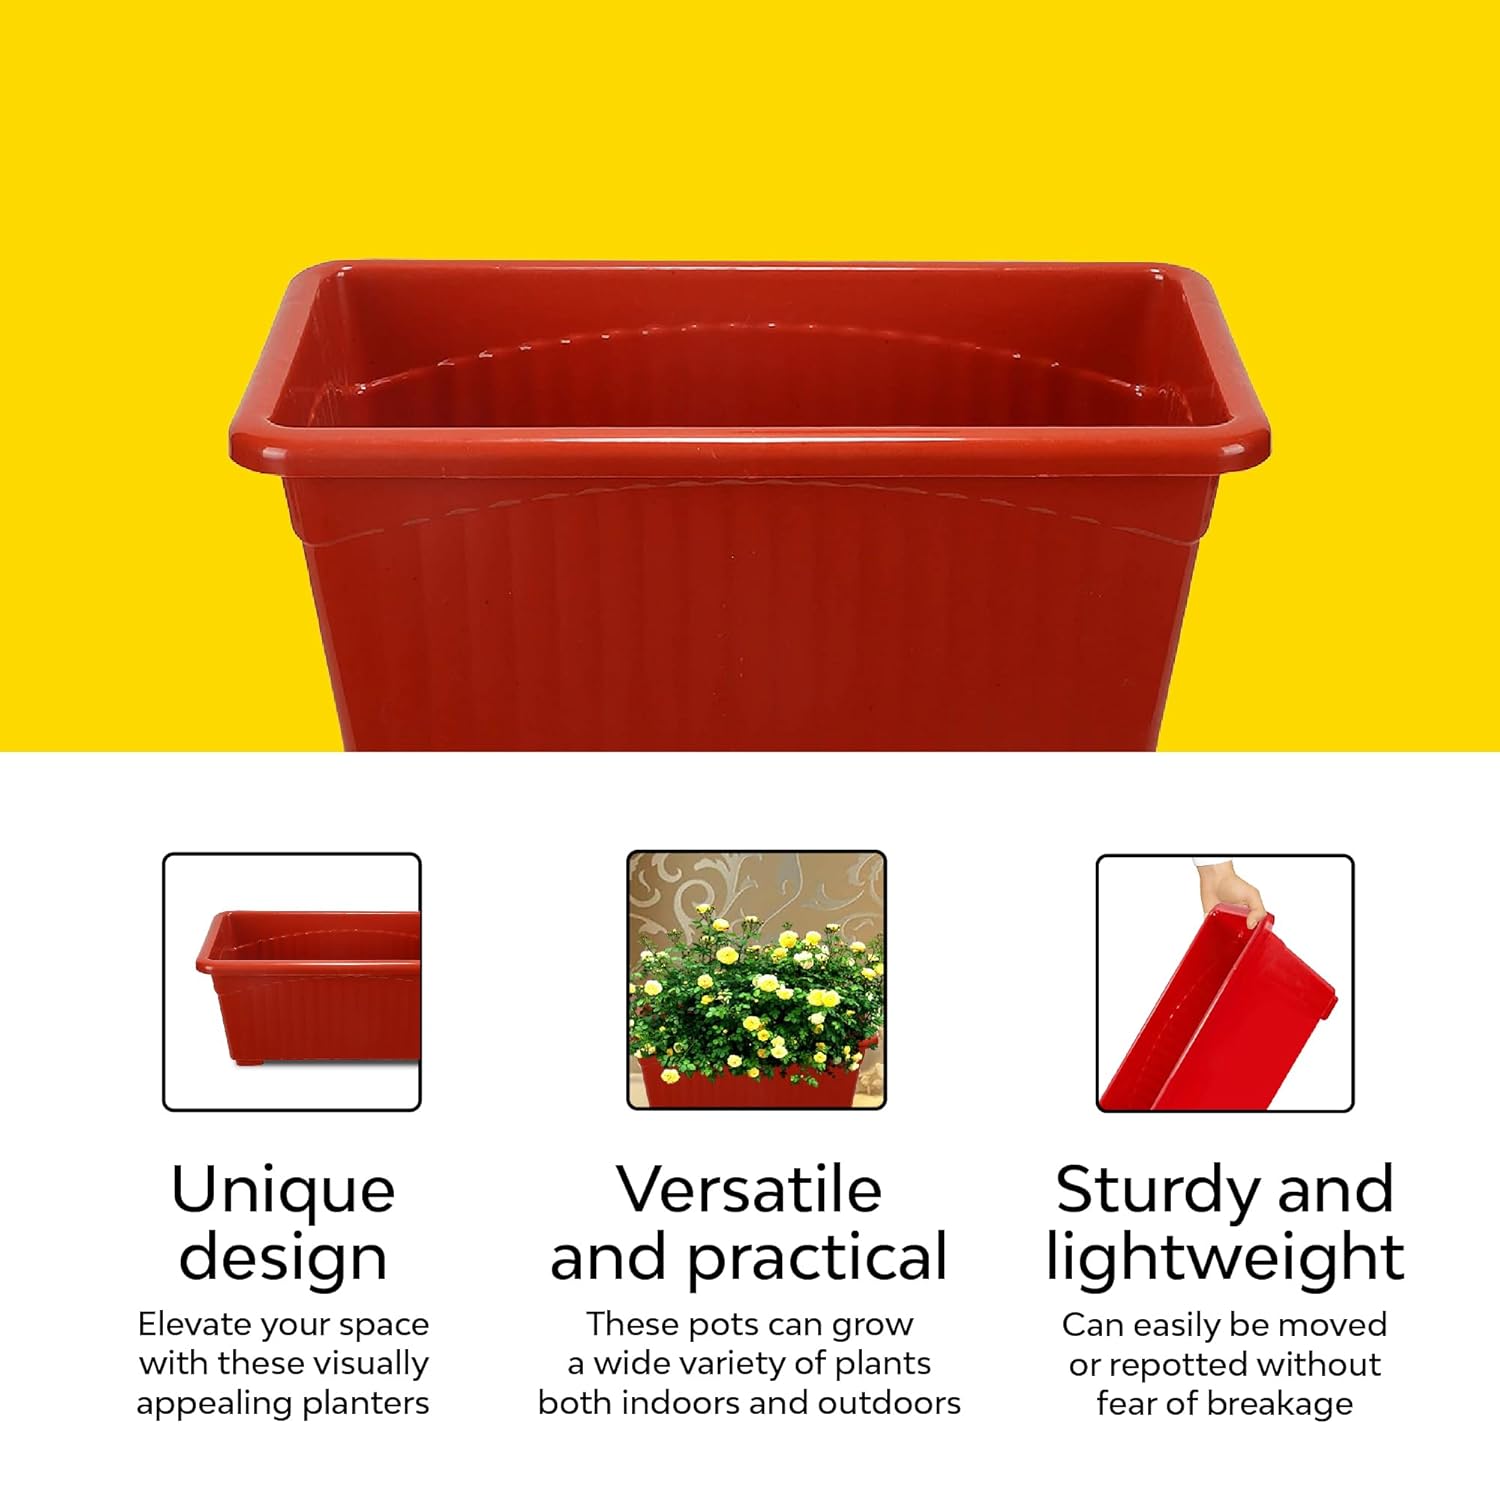 Unique
design
Elevate your space
with these visually
appealing planters
Versatile
and practical
These pots can grow
a wide variety of plants
both indoors and outdoors
Sturdy and
lightweight
Can easily be moved
or repotted without
fear of breakage